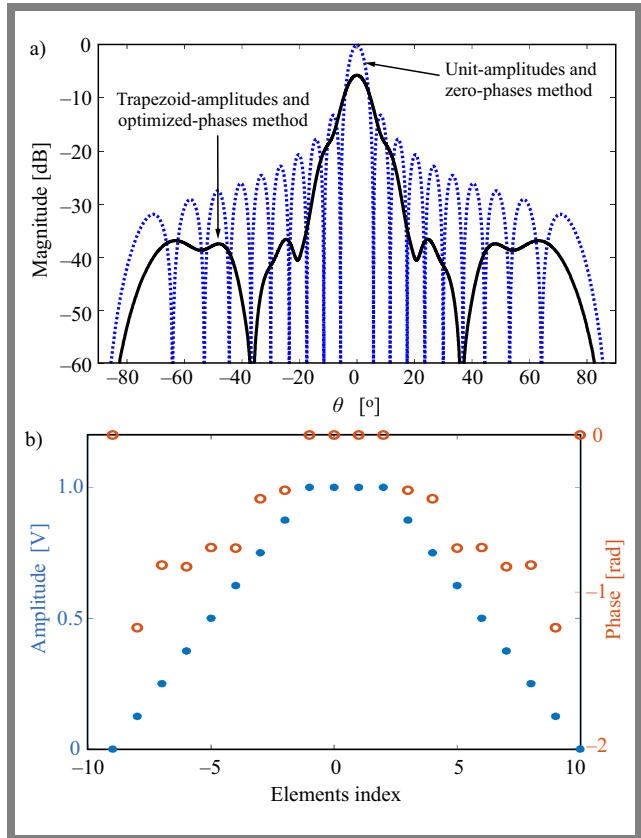 a)
0
−10
−20
−30
−40
−50
−60
Magnitude [dB]
Unit-amplitudes and
zero-phases method
Trapezoid-amplitudes and
optimized-phases method
−80
−60
−40
−20
0
20
40
60
80
θ [º]
b)
1.0
0.5
0
Amplitude [V]
0
−1
−2
Phase [rad]
−10
−5
0
5
10
Elements index